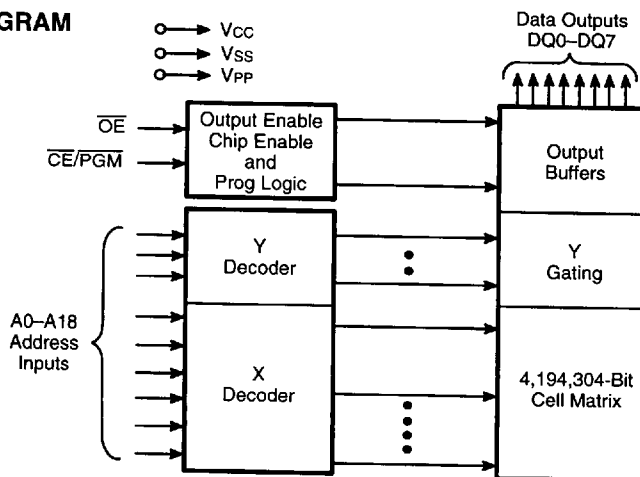 GRAM
VCC
VSS
VPP
Data Outputs
DQ0–DQ7
OE
CE/PGM
Output Enable
Chip Enable
and
Prog Logic
Output
Buffers
Y
Decoder
Y
Gating
A0–A18
Address
Inputs
X
Decoder
4,194,304-Bit
Cell Matrix